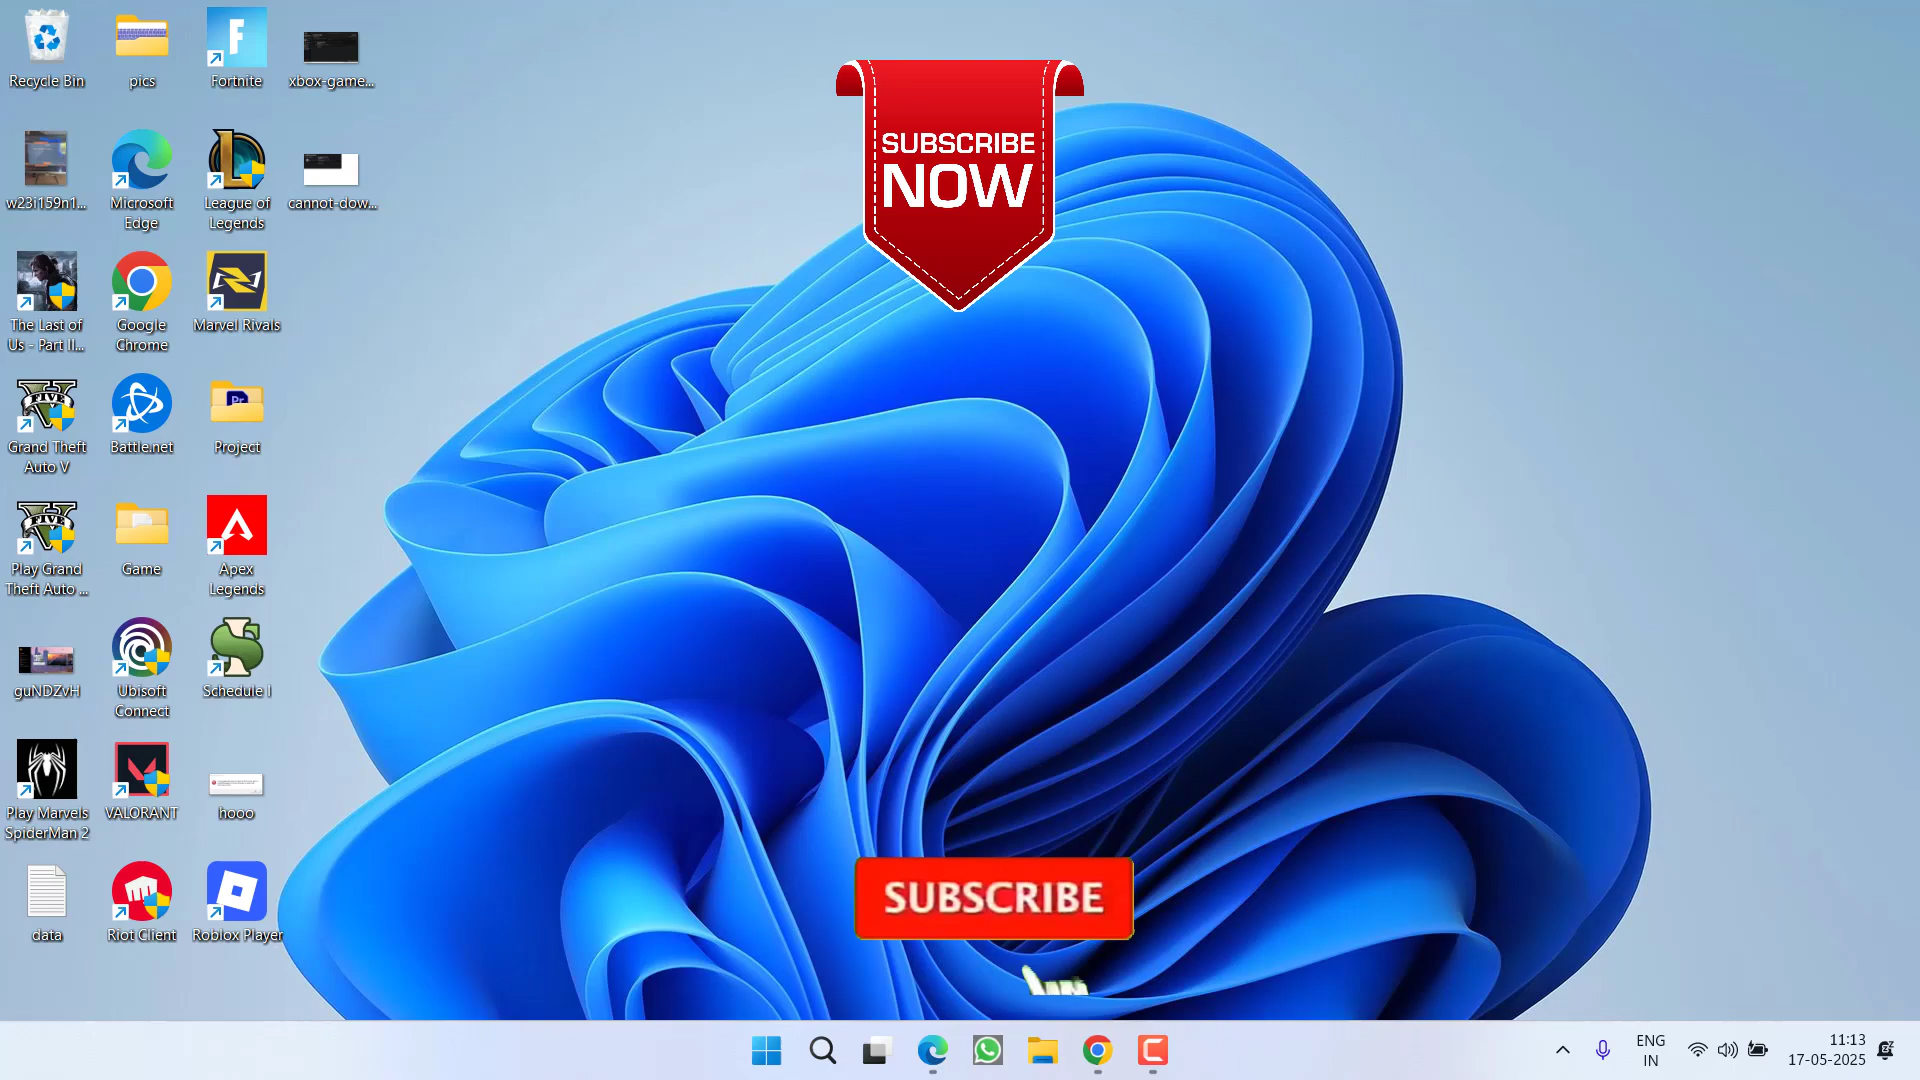 Recycle Bin
pics
Fortnite
xbox-game...
w23i159n1...
Microsoft
Edge
League of
Legends
cannot-dow...
The Last of
Us - Part II...
Google
Chrome
Marvel Rivals
Grand Theft
Auto V
Battle.net
Project
Play Grand
Theft Auto ...
Game
Apex
Legends
guNDZvH
Ubisoft
Connect
Schedule I
Play Marvels
SpiderMan 2
VALORANT
hooo
data
Riot Client
Roblox Player
SUBSCRIBE
NOW
SUBSCRIBE
ENG
IN
11:13
17-05-2025